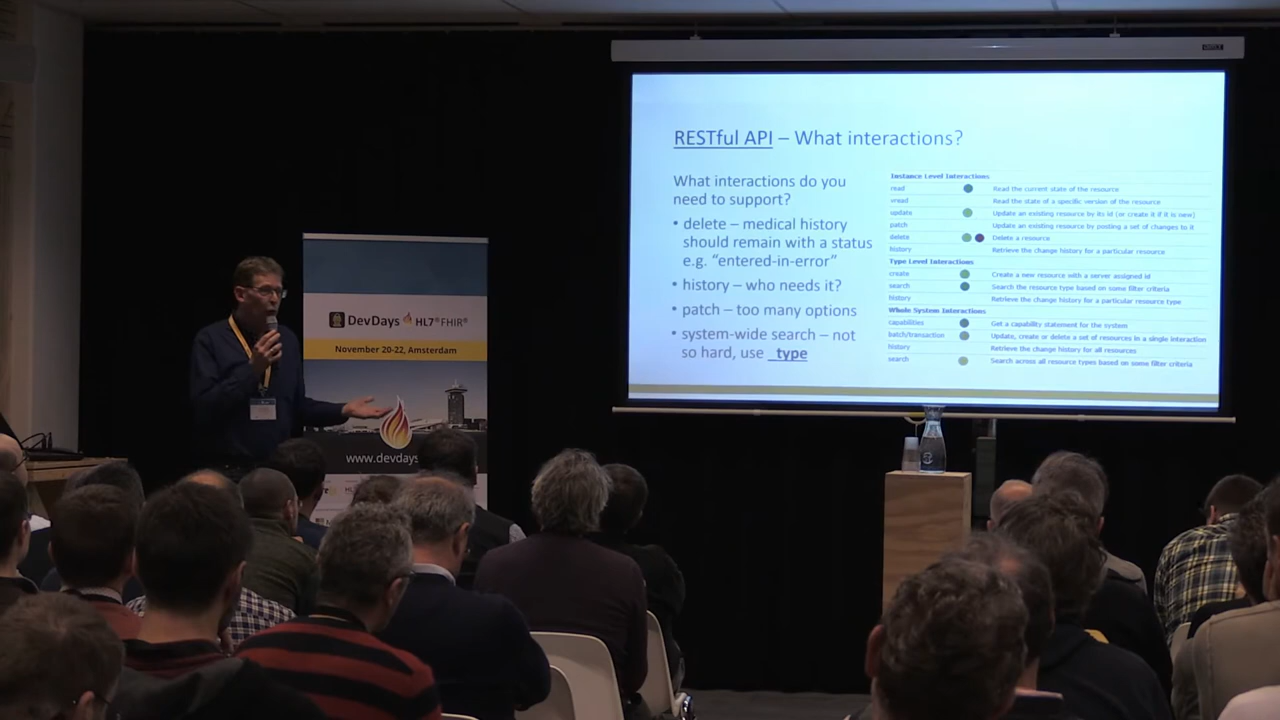 RESTful API – What interactions?
What interactions do you
need to support?
• delete – medical history
should remain with a status
e.g. “entered-in-error”
• history – who needs it?
• patch – too many options
• system-wide search – not
so hard, use _type
Instance Level Interactions
read Read the current state of the resource
vread Read the state of a specific version of the resource
update Update an existing resource by its id (or create it if it is new)
patch Update an existing resource by posting a set of changes to it
delete Delete a resource
history Retrieve the change history for a particular resource
Type Level Interactions
create Create a new resource with a server assigned id
search Search the resource type based on some filter criteria
history Retrieve the change history for a particular resource type
Whole System Interactions
capabilities Get a capability statement for the system
batch/transaction Update, create or delete a set of resources in a single interaction
history Retrieve the change history for all resources
search Search across all resource types based on some filter criteria
DevDays HL7® FHIR®
November 20-22, Amsterdam
www.devdays